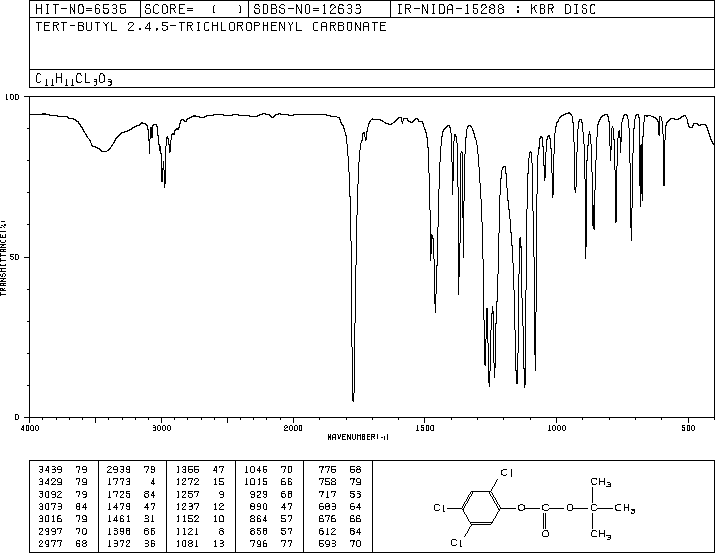 HIT-NO=6535 SCORE= ( ) SDBS-NO=12633 IR-NIDA-15288 : KBR DISC
TERT-BUTYL 2,4,5-TRICHLOROPHENYL CARBONATE
C11H11CL3O3
100
50
0
TRANSMITTANCE(%)
4000 3000 2000 1500 1000 500
WAVENUMBER(-1)
3439 79 2939 79 1366 47 1046 70 776 58
3429 79 1773 4 1272 15 1015 66 758 79
3092 79 1725 84 1257 9 929 68 717 53
3073 84 1479 47 1237 12 890 47 683 64
3016 79 1461 31 1152 10 864 57 676 66
2997 70 1398 66 1121 8 858 57 612 84
2977 68 1372 36 1081 13 796 77 593 70
Cl
CH3
Cl O C O C CH3
Cl O CH3